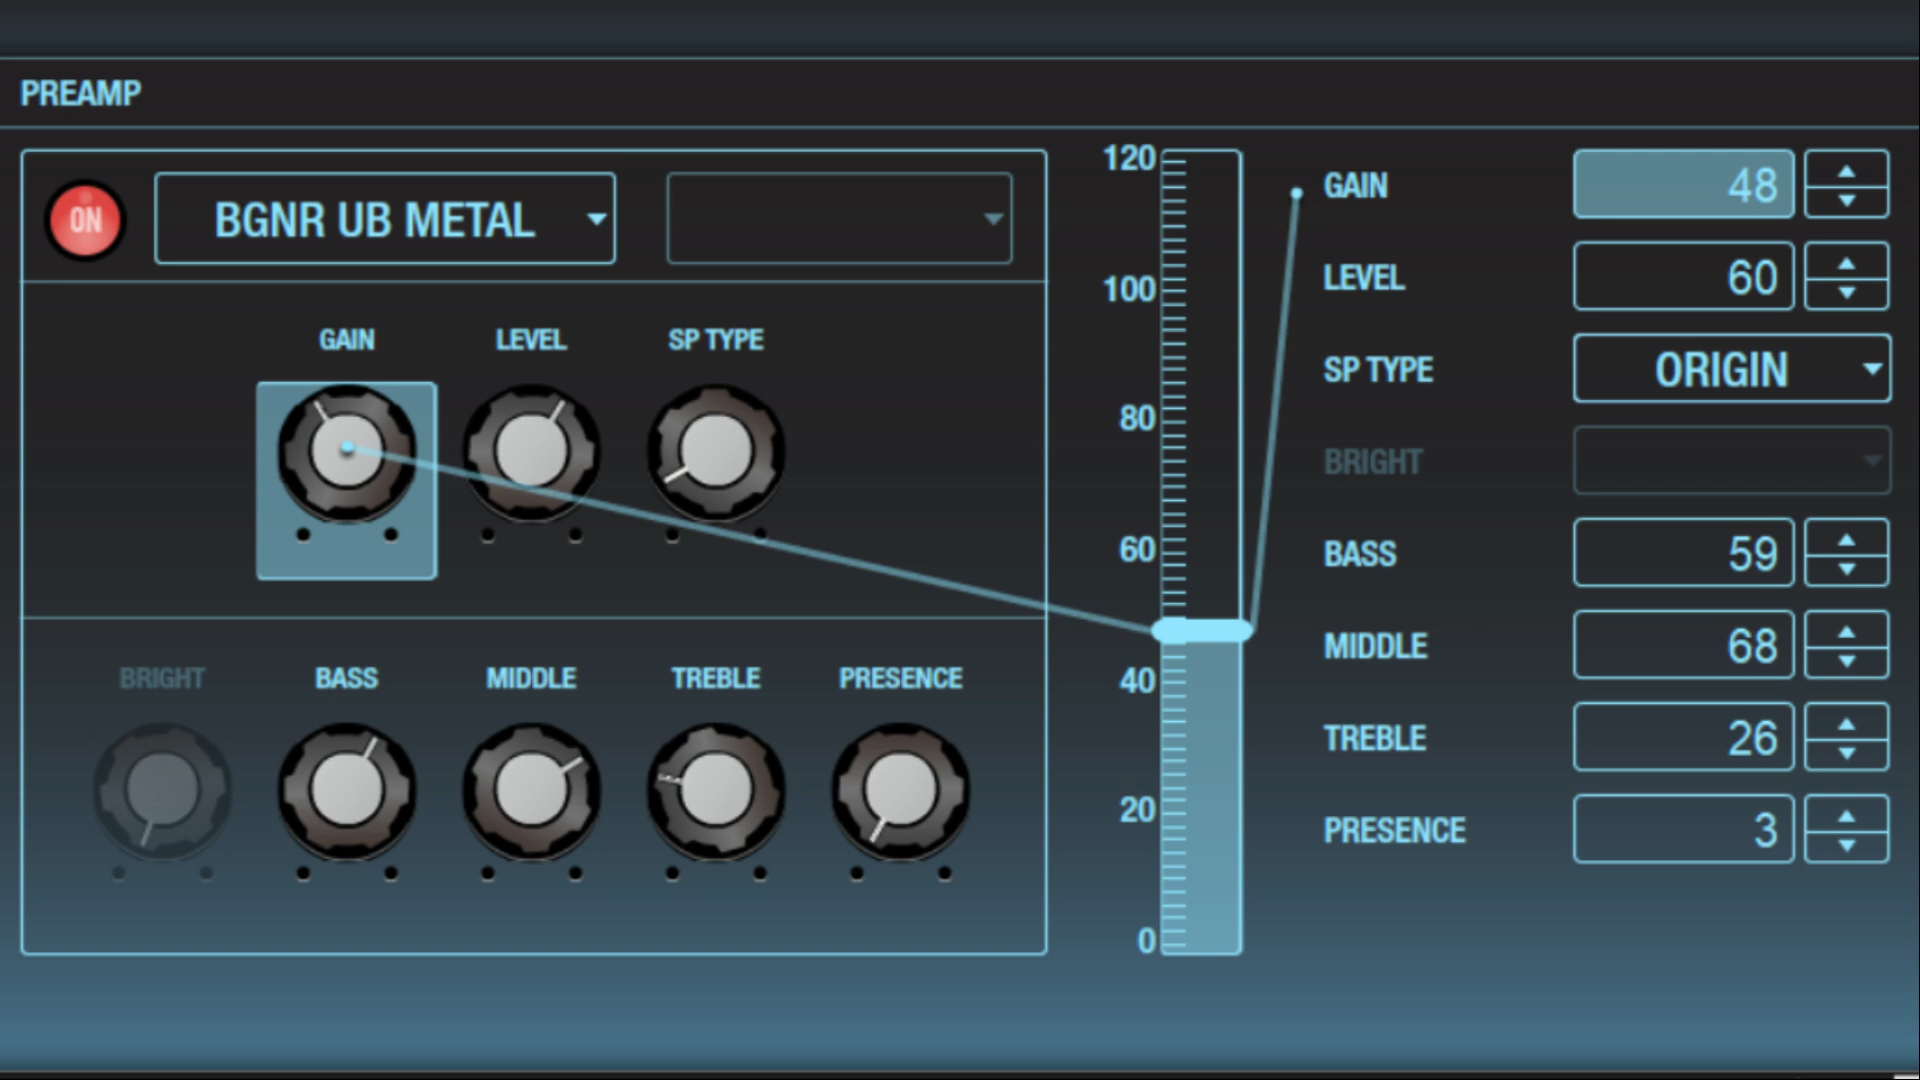 PREAMP
ON
BGNR UB METAL
GAIN LEVEL SP TYPE
BRIGHT BASS MIDDLE TREBLE PRESENCE
120
100
80
60
40
20
0
GAIN 48
LEVEL 60
SP TYPE ORIGIN
BRIGHT
BASS 59
MIDDLE 68
TREBLE 26
PRESENCE 3